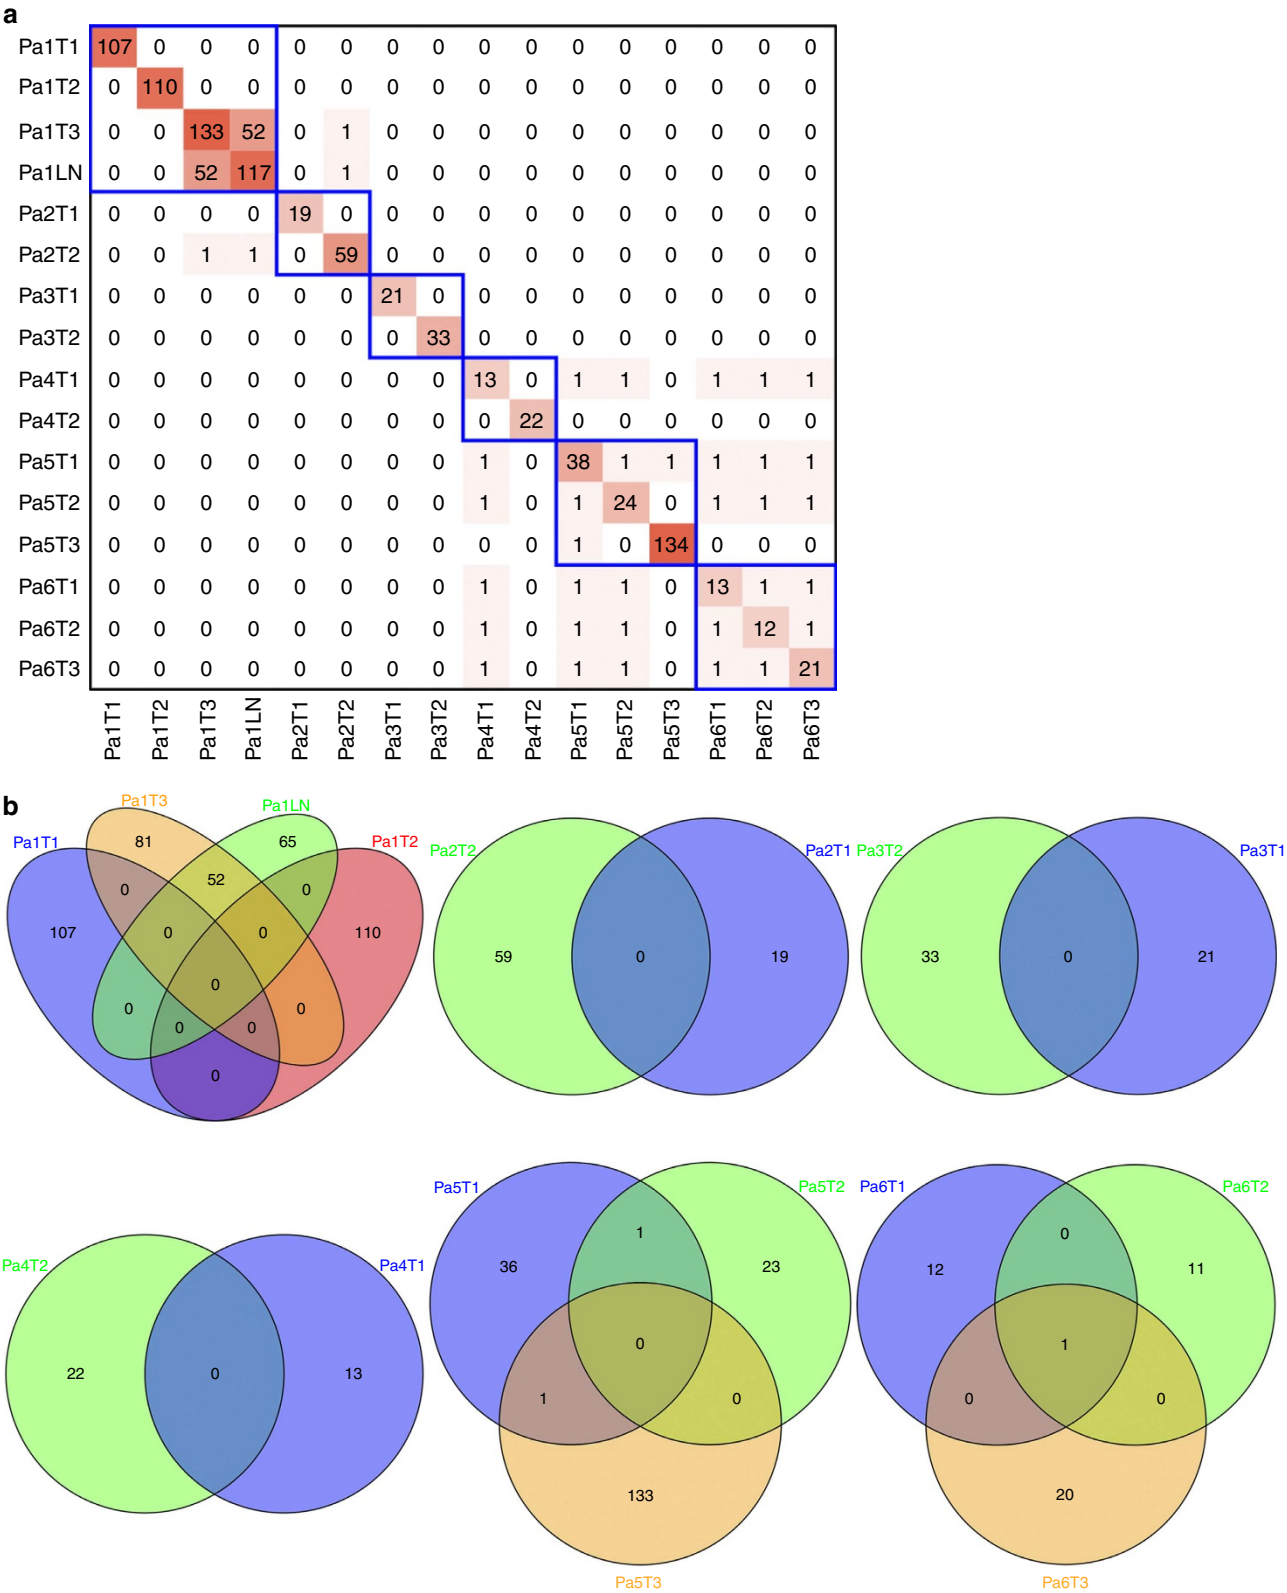 a
Pa1T1 107 0 0 0 0 0 0 0 0 0 0 0 0 0 0 0
Pa1T2 0 110 0 0 0 0 0 0 0 0 0 0 0 0 0 0
Pa1T3 0 0 133 52 0 1 0 0 0 0 0 0 0 0 0 0
Pa1LN 0 0 52 117 0 1 0 0 0 0 0 0 0 0 0 0
Pa2T1 0 0 0 0 19 0 0 0 0 0 0 0 0 0 0 0
Pa2T2 0 0 1 1 0 59 0 0 0 0 0 0 0 0 0 0
Pa3T1 0 0 0 0 0 0 21 0 0 0 0 0 0 0 0 0
Pa3T2 0 0 0 0 0 0 0 33 0 0 0 0 0 0 0 0
Pa4T1 0 0 0 0 0 0 0 0 13 0 1 1 0 1 1 1
Pa4T2 0 0 0 0 0 0 0 0 0 22 0 0 0 0 0 0
Pa5T1 0 0 0 0 0 0 0 0 1 0 38 1 1 1 1 1
Pa5T2 0 0 0 0 0 0 0 0 1 0 1 24 0 1 1 1
Pa5T3 0 0 0 0 0 0 0 0 0 0 1 0 134 0 0 0
Pa6T1 0 0 0 0 0 0 0 0 1 0 1 1 0 13 1 1
Pa6T2 0 0 0 0 0 0 0 0 1 0 1 1 0 1 12 1
Pa6T3 0 0 0 0 0 0 0 0 1 0 1 1 0 1 1 21
Pa1T1 Pa1T2 Pa1T3 Pa1LN Pa2T1 Pa2T2 Pa3T1 Pa3T2 Pa4T1 Pa4T2 Pa5T1 Pa5T2 Pa5T3 Pa6T1 Pa6T2 Pa6T3
b
Pa1T3 Pa1LN
Pa1T1 81 65 Pa1T2
52
0 0
107 0 0 110
0
0 0
0 0
0
Pa2T2 Pa2T1
59 0 19
Pa3T2 Pa3T1
33 0 21
Pa4T2 Pa4T1
22 0 13
Pa5T1 Pa5T2
1
36 23
0
1 0
133
Pa5T3
Pa6T1 Pa6T2
0
12 11
1
0 0
20
Pa6T3